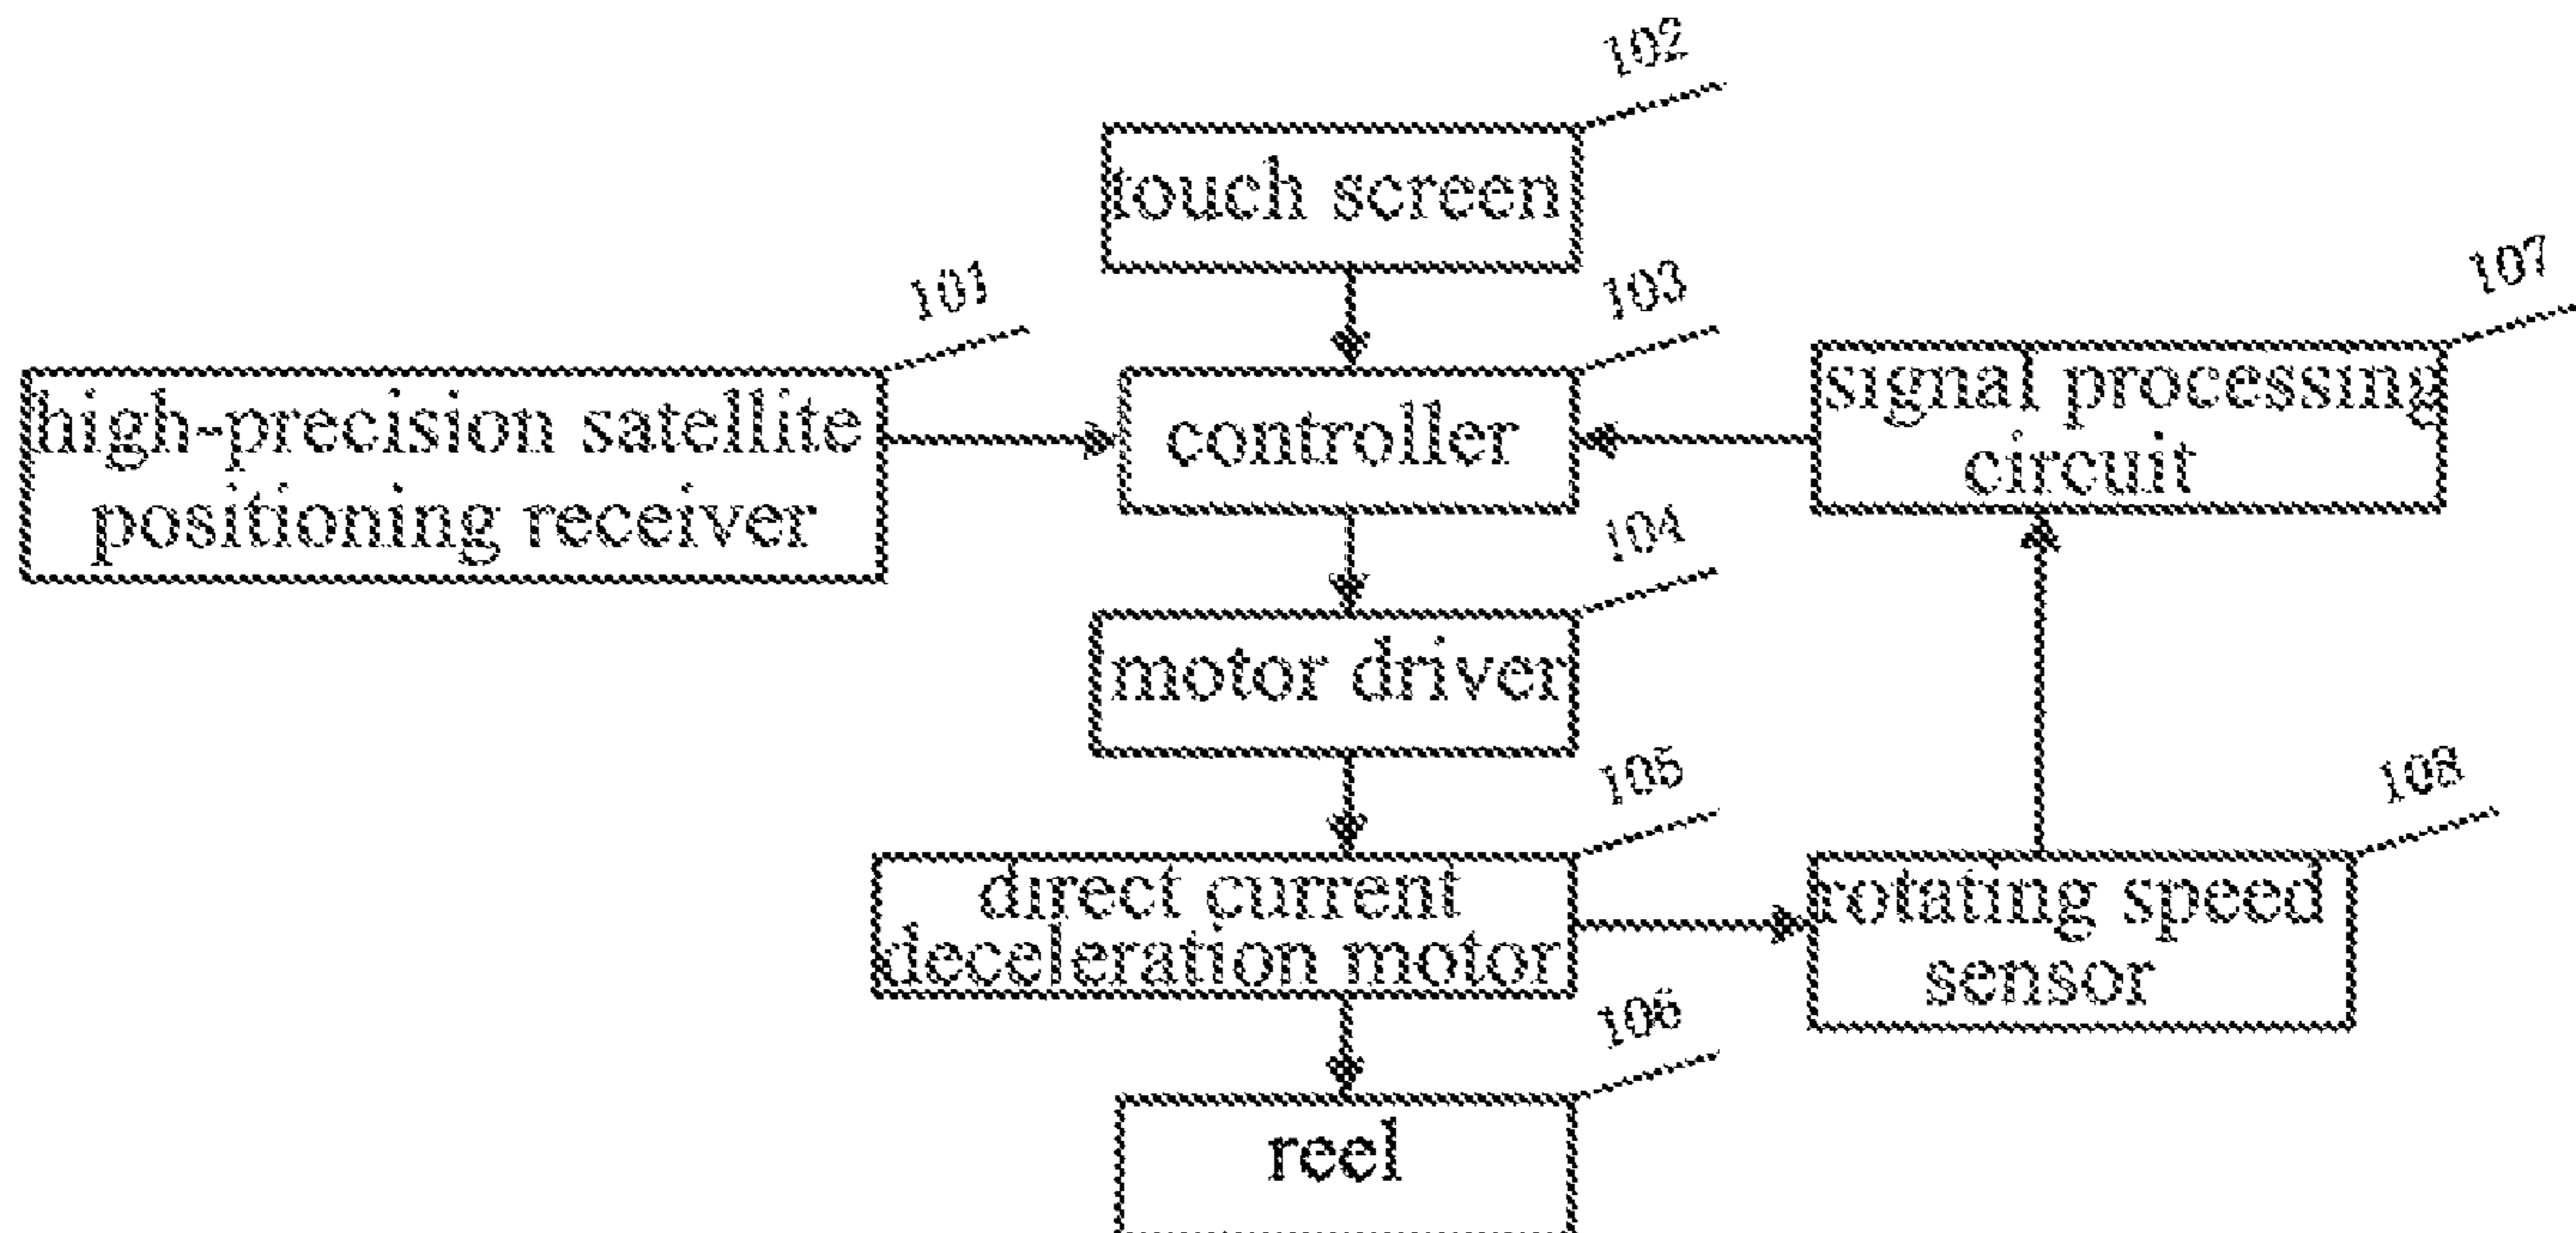 102
touch screen
101
103
107
high-precision satellite
positioning receiver
controller
signal processing
circuit
104
motor driver
105
108
direct current
deceleration motor
rotating speed
sensor
106
reel